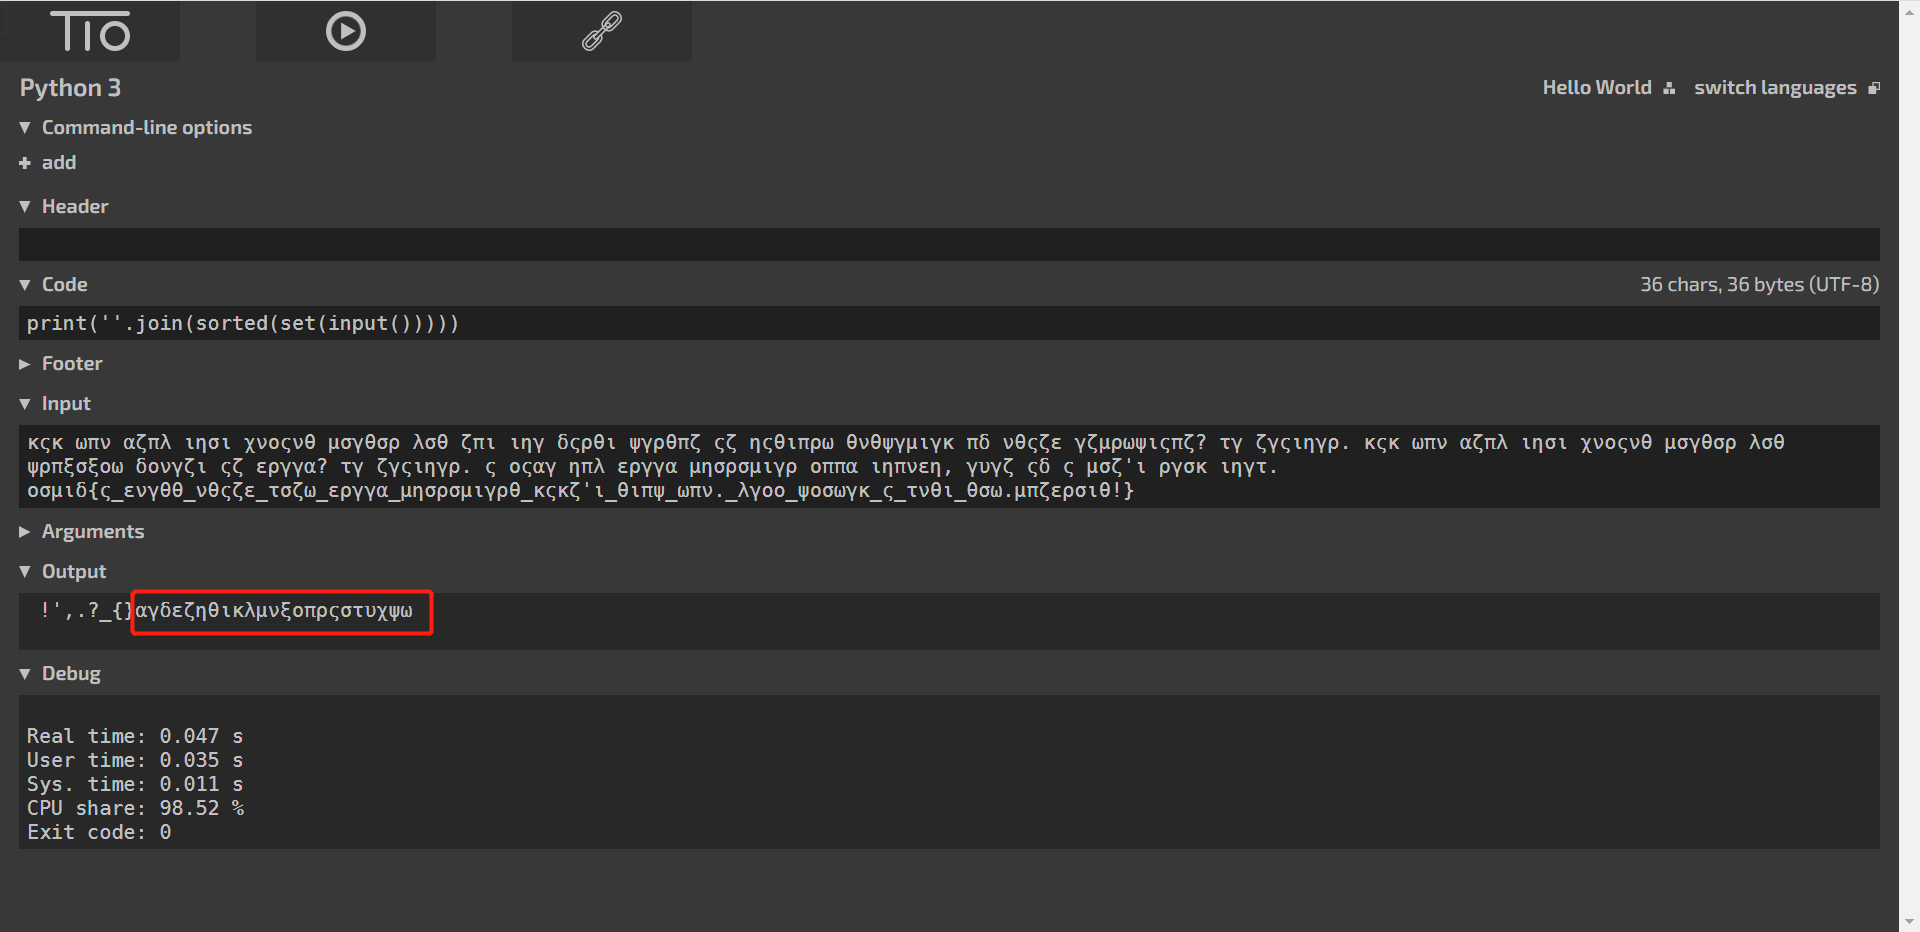 TIO
Python 3
Hello World switch languages
▼ Command-line options
+ add
▼ Header
▼ Code 36 chars, 36 bytes (UTF-8)
print(''.join(sorted(set(input()))))
► Footer
▼ Input
κςκ ωπν αζπλ ιησι χνοςνθ μσγθσρ λσθ ζπι ιηγ δςρθι ψγρθπζ ςζ ηςθιπρω θνθψγμιγκ πδ νθςζε γζμρωψιςπζ? τγ ζγςιηγρ. κςκ ωπν αζπλ ιησι χνοςνθ μσγθσρ λσθ
ψρπξσξοω δονγζι ςζ εργγα? τγ ζγςιηγρ. ς οςαγ ηπλ εργγα μησρσμιγρ οππα ιηπνεη, γυγζ ςδ ς μσζ'ι ργσκ ιηγτ.
οσμιδ{ς_ενγθθ_νθςζε_τσζω_εργγα_μησρσμιγρθ_κςκζ'ι_θιπψ_ωπν._λγοο_ψοσωγκ_ς_τνθι_θσω.μπζερσιθ!}
► Arguments
▼ Output
!',.?_{}αγδεζηθικλμνξοπρςστυχψω
▼ Debug
Real time: 0.047 s
User time: 0.035 s
Sys. time: 0.011 s
CPU share: 98.52 %
Exit code: 0